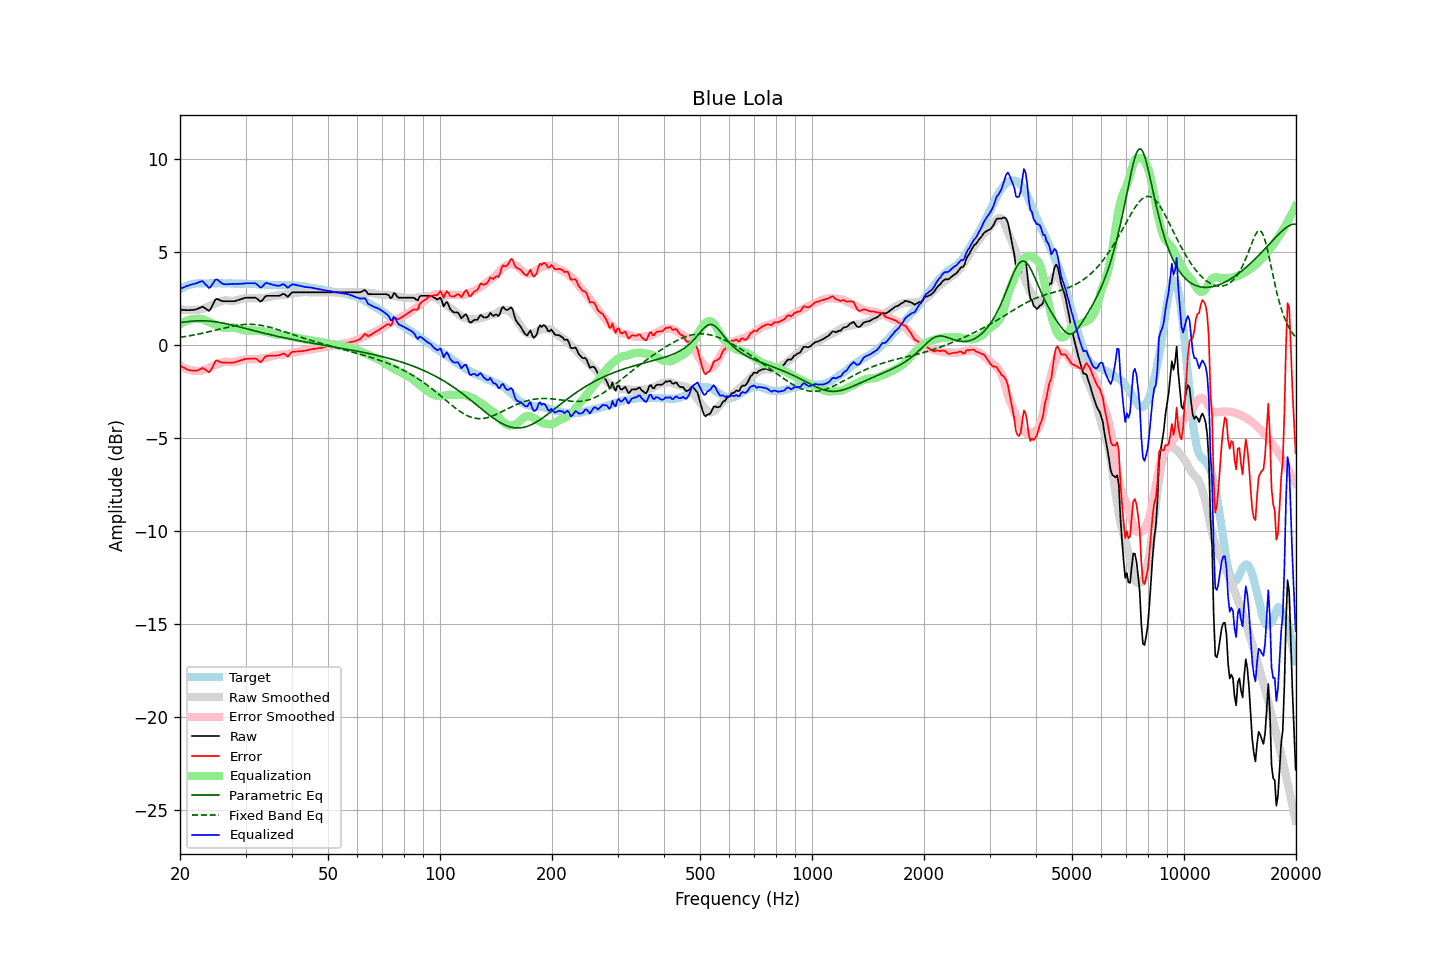 Blue Lola
10
5
0
−5
−10
−15
−20
−25
Amplitude (dBr)
Target
Raw Smoothed
Error Smoothed
Raw
Error
Equalization
Parametric Eq
Fixed Band Eq
Equalized
20 50 100 200 500 1000 2000 5000 10000 20000
Frequency (Hz)